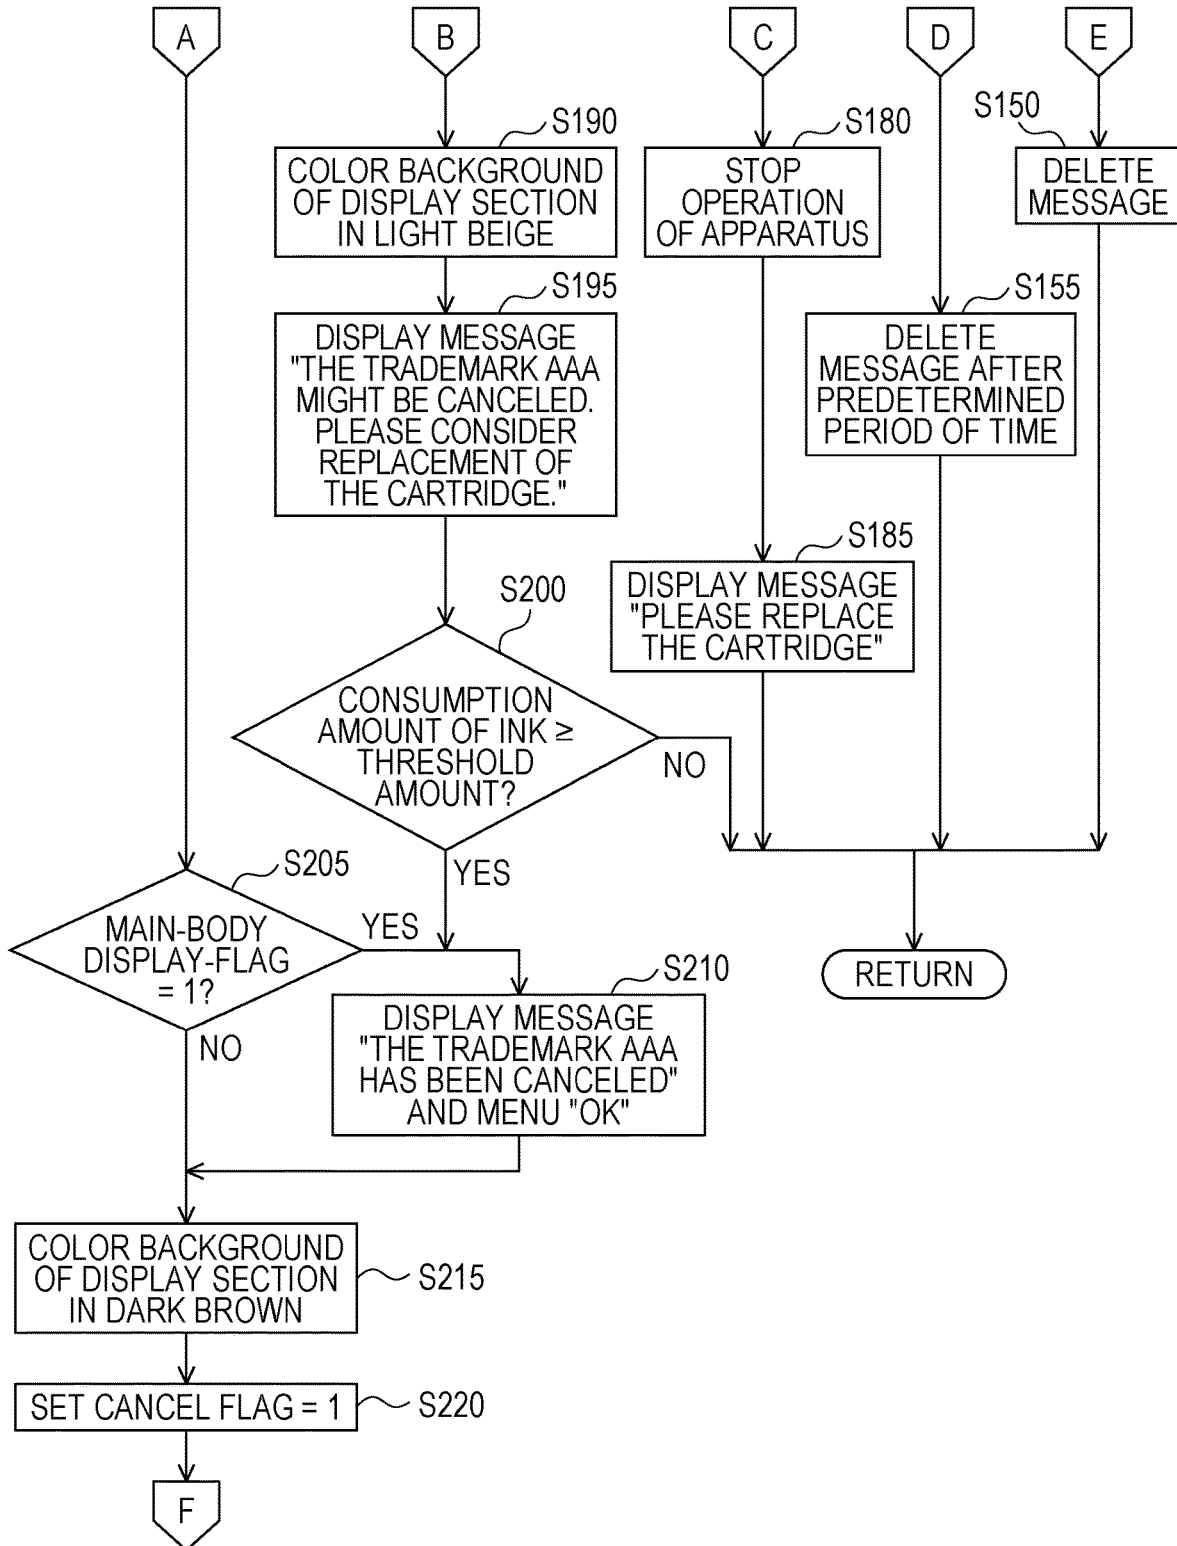 A
B
C
D
E
S190
COLOR BACKGROUND
OF DISPLAY SECTION
IN LIGHT BEIGE
S180
STOP
OPERATION
OF APPARATUS
S150
DELETE
MESSAGE
S195
DISPLAY MESSAGE
"THE TRADEMARK AAA
MIGHT BE CANCELED.
PLEASE CONSIDER
REPLACEMENT OF
THE CARTRIDGE."
S155
DELETE
MESSAGE AFTER
PREDETERMINED
PERIOD OF TIME
S185
DISPLAY MESSAGE
"PLEASE REPLACE
THE CARTRIDGE"
S200
CONSUMPTION
AMOUNT OF INK ≥
THRESHOLD
AMOUNT?
NO
YES
S205
MAIN-BODY
DISPLAY-FLAG
= 1?
YES
NO
S210
DISPLAY MESSAGE
"THE TRADEMARK AAA
HAS BEEN CANCELED"
AND MENU "OK"
RETURN
COLOR BACKGROUND
OF DISPLAY SECTION
IN DARK BROWN
S215
SET CANCEL FLAG = 1
S220
F